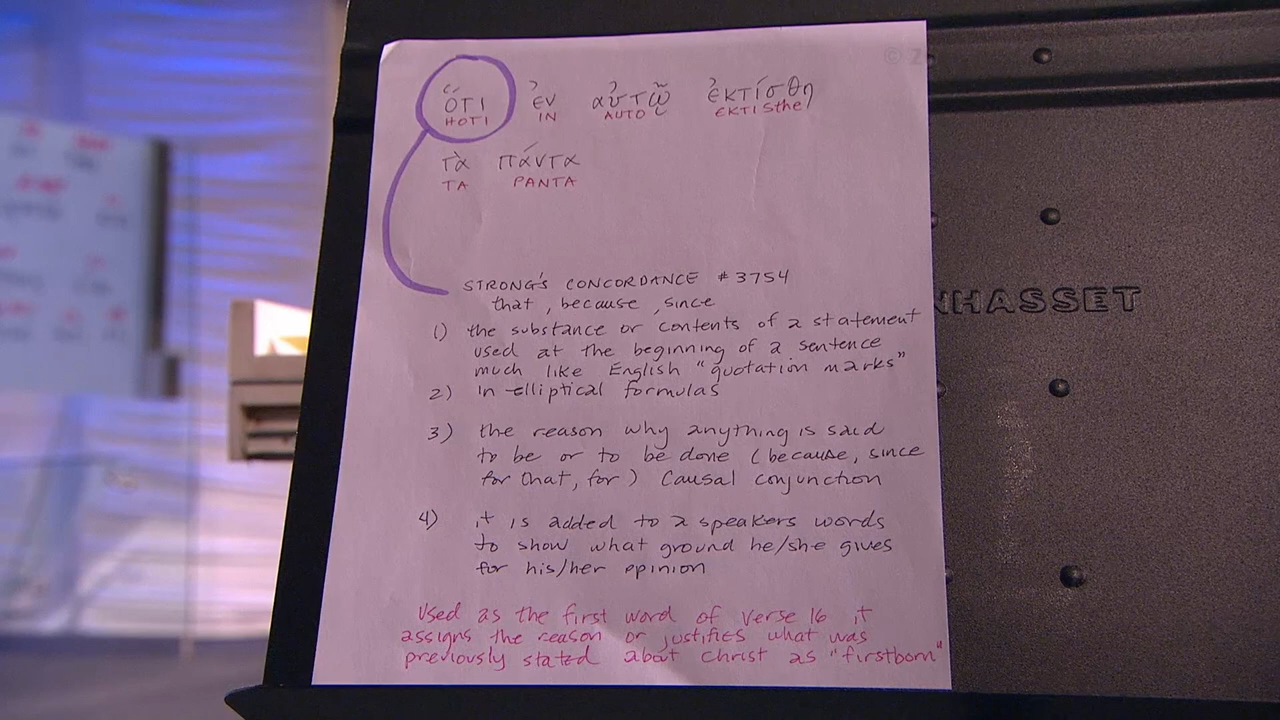 ὅτι ἐν αὐτῷ ἐκτίσθη
HOTI IN AUTO EKTISthe
τὰ πάντα
TA PANTA
STRONG'S CONCORDANCE #3754
that, because, since
1) the substance or contents of a statement
used at the beginning of a sentence
much like English "quotation marks"
2) in elliptical formulas
3) the reason why anything is said
to be or to be done (because, since
for that, for) Causal conjunction
4) it is added to a speakers words
to show what ground he/she gives
for his/her opinion
Used as the first word of Verse 16 it
assigns the reason or justifies what was
previously stated about Christ as "firstborn"
NHASSET